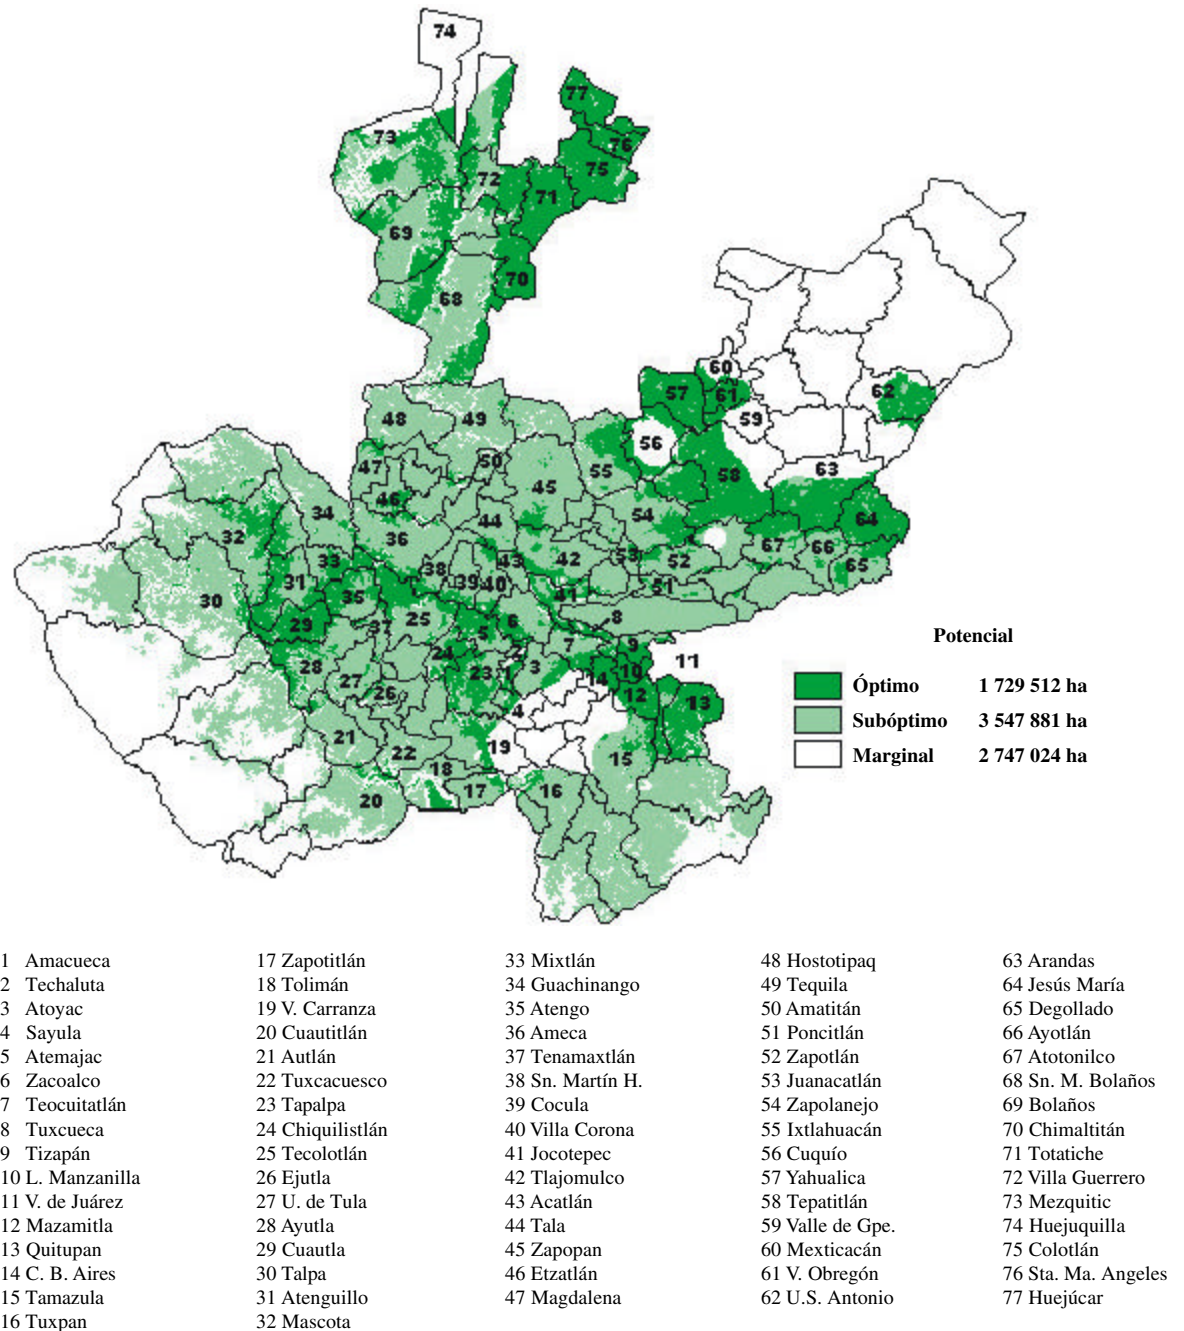 74
77
73
76
75
72
71
69
70
68
60
57
61
62
59
48
49
56
50
63
47
55
58
46
45
34
54
64
44
32
36
67
66
33
43
42
53
52
65
38
31
39
40
51
30
35
41
29
37
25
8
6
5
7
9
24
2
11
28
23
1
3
14
10
27
26
12
13
4
21
19
22
15
18
17
16
20
Potencial
Óptimo 1 729 512 ha
Subóptimo 3 547 881 ha
Marginal 2 747 024 ha
1 Amacueca
2 Techaluta
3 Atoyac
4 Sayula
5 Atemajac
6 Zacoalco
7 Teocuitatlán
8 Tuxcueca
9 Tizapán
10 L. Manzanilla
11 V. de Juárez
12 Mazamitla
13 Quitupan
14 C. B. Aires
15 Tamazula
16 Tuxpan
17 Zapotitlán
18 Tolimán
19 V. Carranza
20 Cuautitlán
21 Autlán
22 Tuxcacuesco
23 Tapalpa
24 Chiquilistlán
25 Tecolotlán
26 Ejutla
27 U. de Tula
28 Ayutla
29 Cuautla
30 Talpa
31 Atenguillo
32 Mascota
33 Mixtlán
34 Guachinango
35 Atengo
36 Ameca
37 Tenamaxtlán
38 Sn. Martín H.
39 Cocula
40 Villa Corona
41 Jocotepec
42 Tlajomulco
43 Acatlán
44 Tala
45 Zapopan
46 Etzatlán
47 Magdalena
48 Hostotipaq
49 Tequila
50 Amatitán
51 Poncitlán
52 Zapotlán
53 Juanacatlán
54 Zapolanejo
55 Ixtlahuacán
56 Cuquío
57 Yahualica
58 Tepatitlán
59 Valle de Gpe.
60 Mexticacán
61 V. Obregón
62 U.S. Antonio
63 Arandas
64 Jesús María
65 Degollado
66 Ayotlán
67 Atotonilco
68 Sn. M. Bolaños
69 Bolaños
70 Chimaltitán
71 Totatiche
72 Villa Guerrero
73 Mezquitic
74 Huejuquilla
75 Colotlán
76 Sta. Ma. Angeles
77 Huejúcar